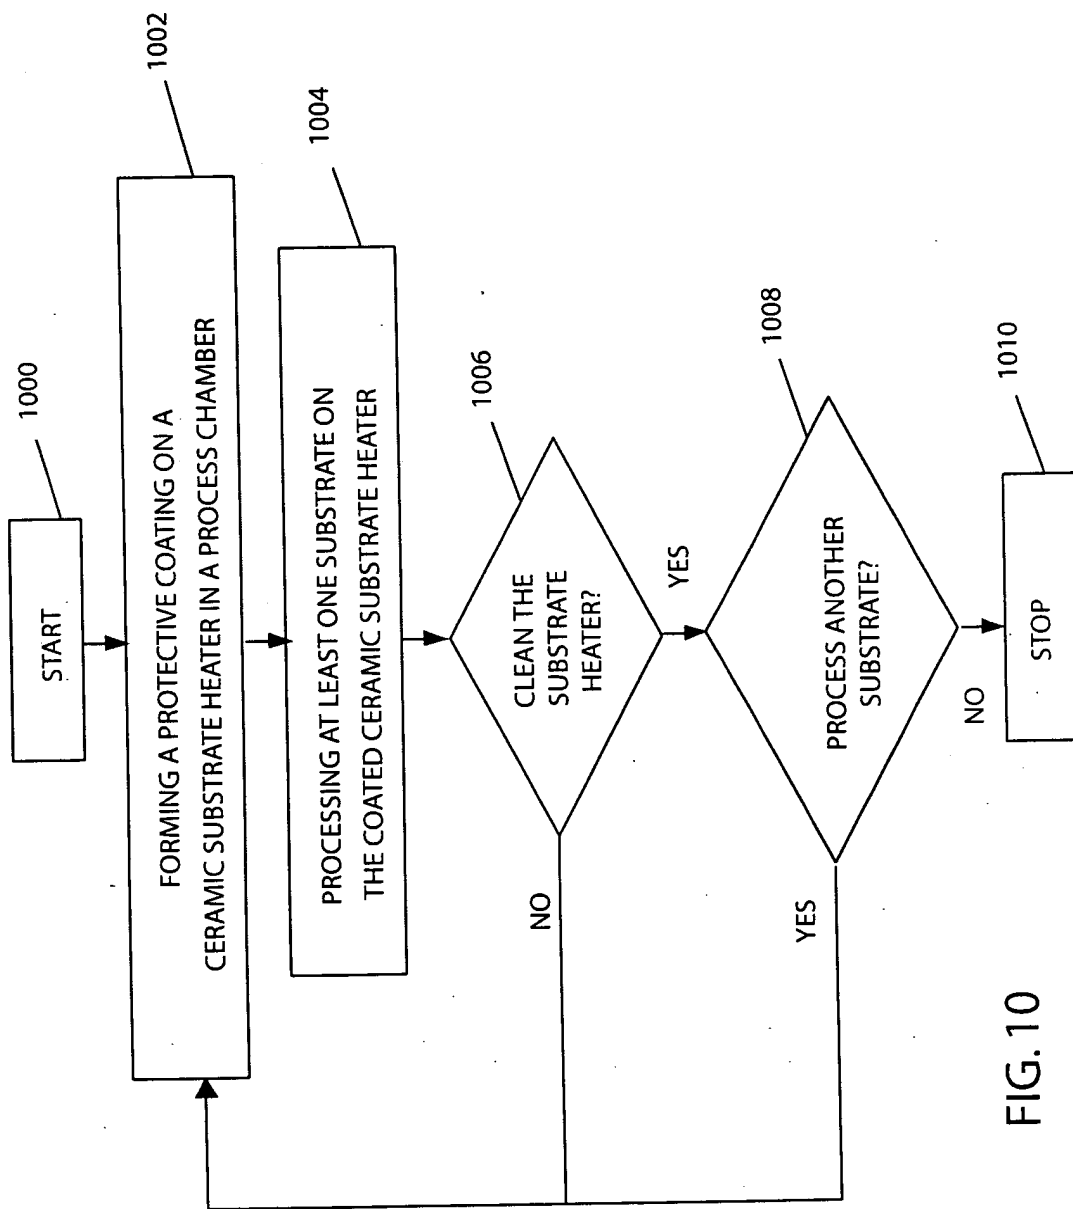 START
1000
FORMING A PROTECTIVE COATING ON A
CERAMIC SUBSTRATE HEATER IN A PROCESS CHAMBER
1002
PROCESSING AT LEAST ONE SUBSTRATE ON
THE COATED CERAMIC SUBSTRATE HEATER
1004
CLEAN THE
SUBSTRATE
HEATER?
1006
NO
YES
PROCESS ANOTHER
SUBSTRATE?
1008
YES
NO
STOP
1010
FIG. 10